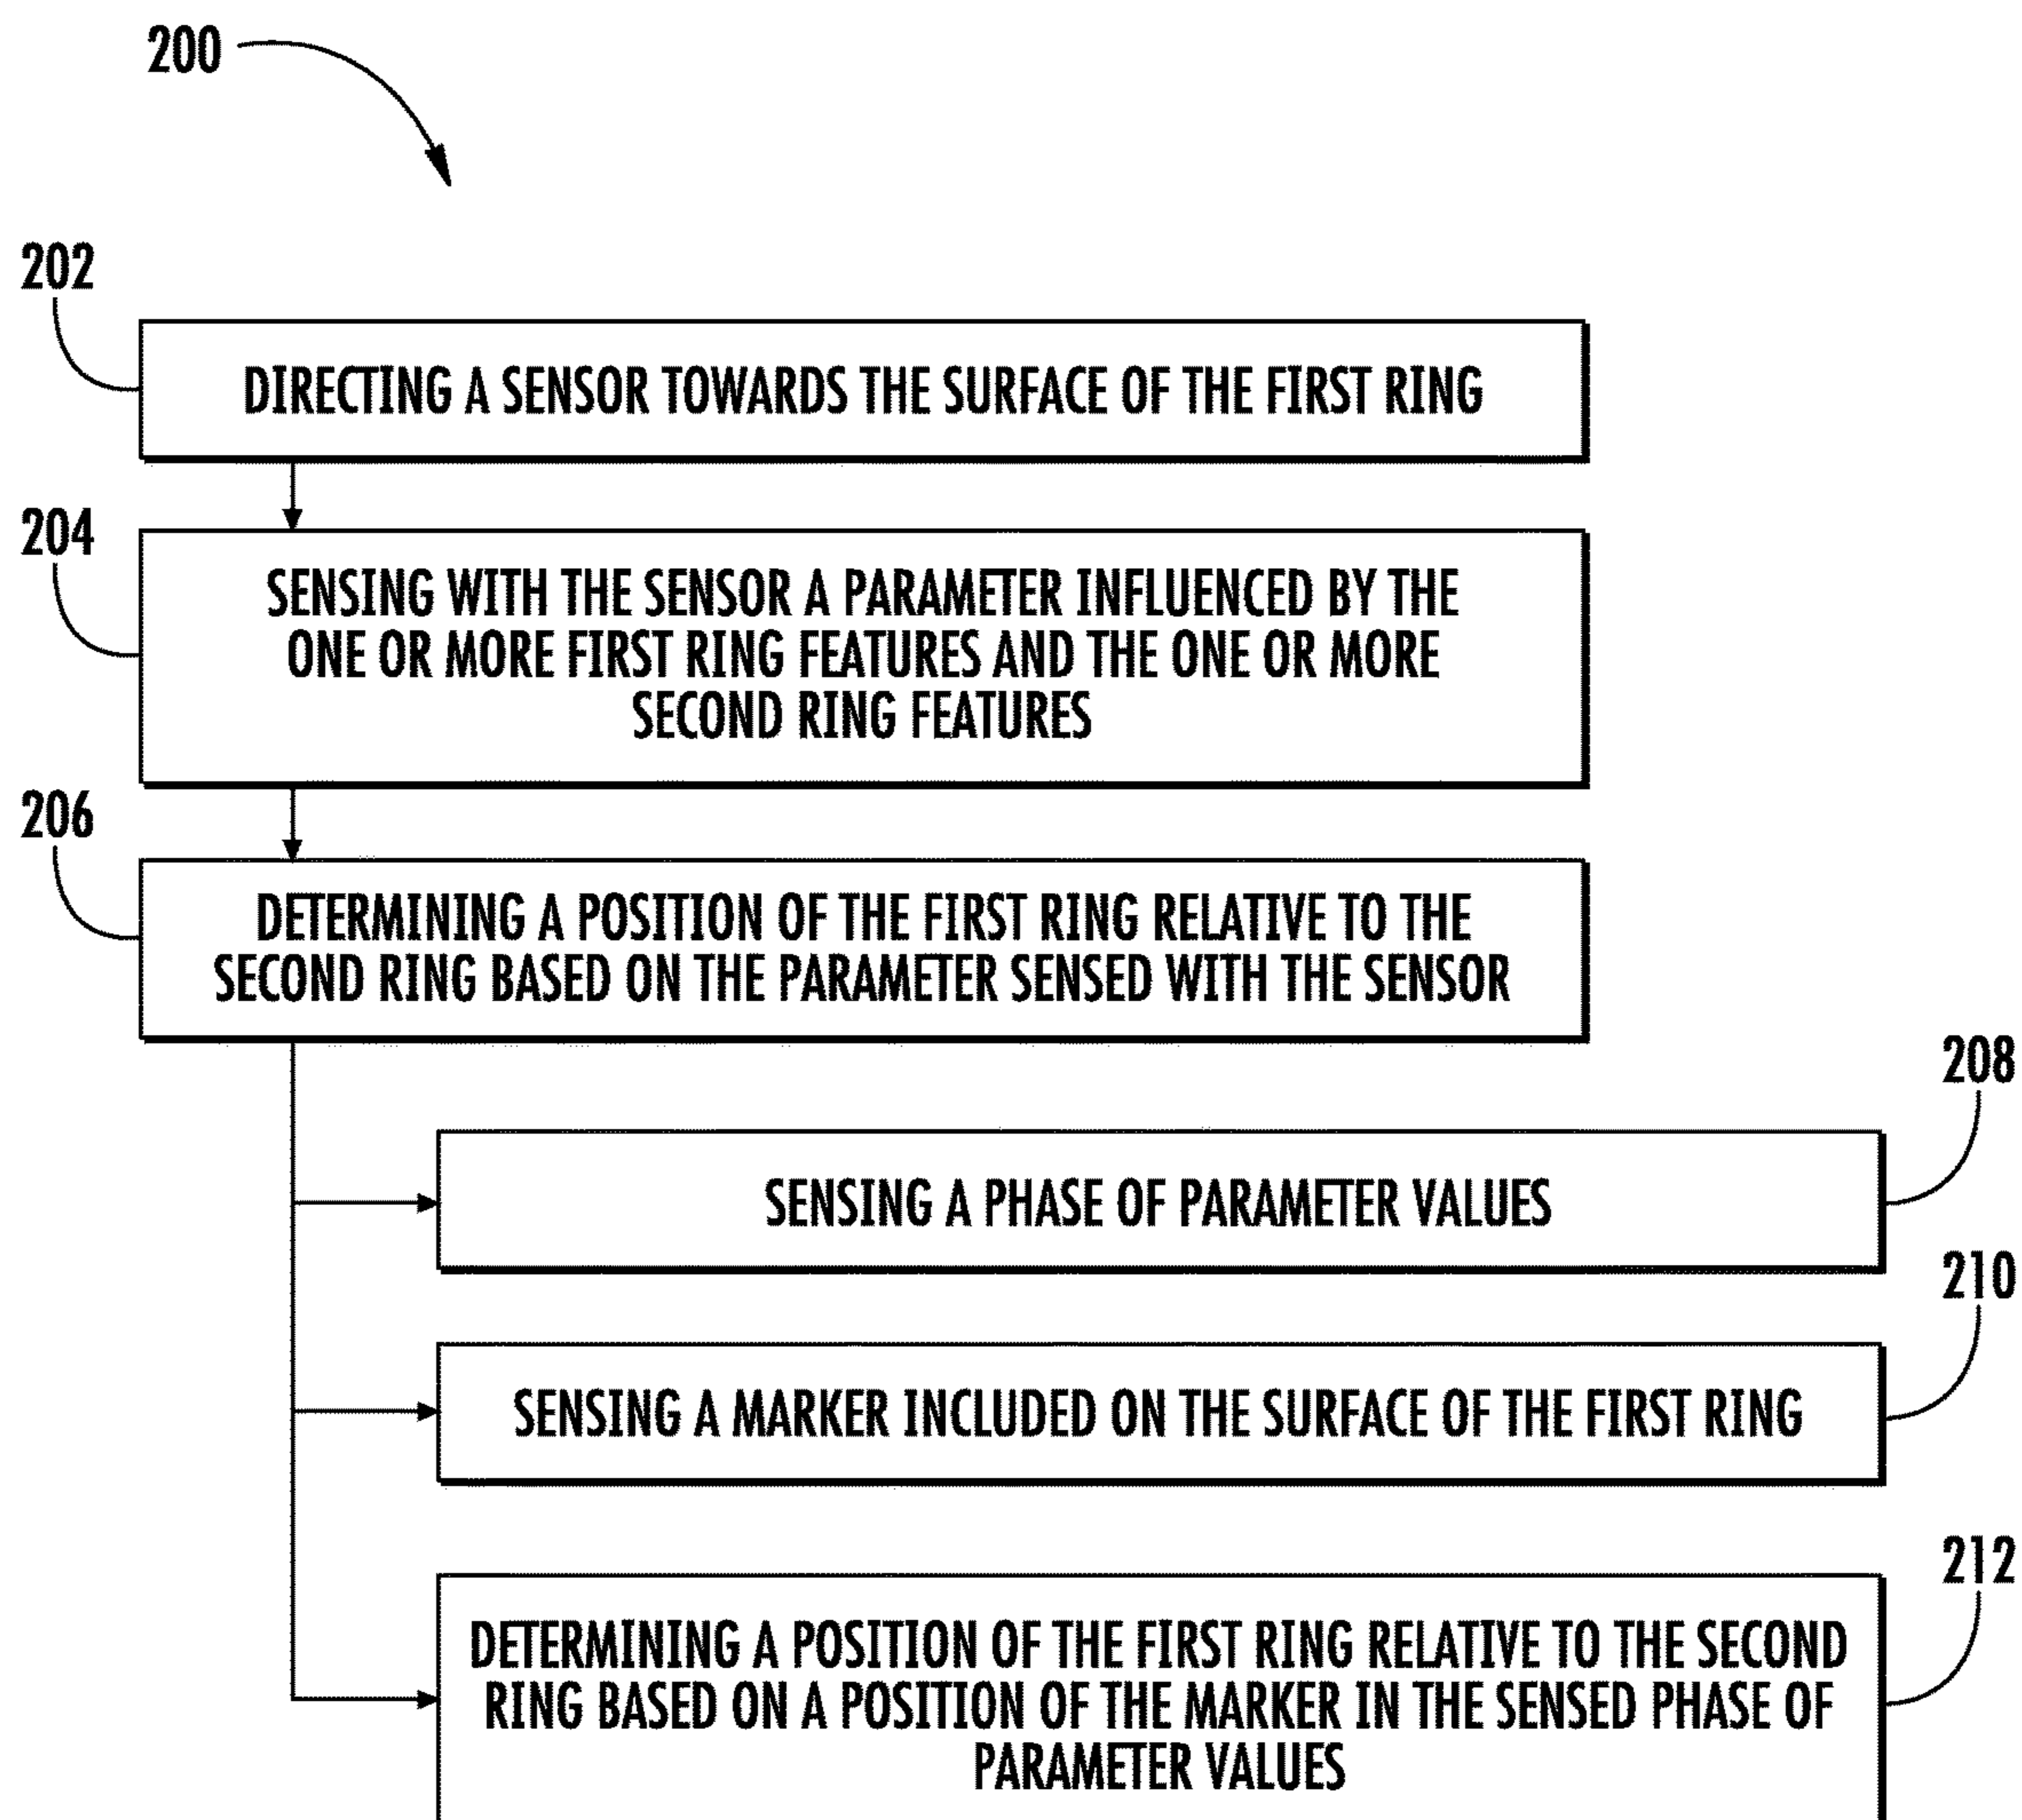 200
202
DIRECTING A SENSOR TOWARDS THE SURFACE OF THE FIRST RING
204
SENSING WITH THE SENSOR A PARAMETER INFLUENCED BY THE
ONE OR MORE FIRST RING FEATURES AND THE ONE OR MORE
SECOND RING FEATURES
206
DETERMINING A POSITION OF THE FIRST RING RELATIVE TO THE
SECOND RING BASED ON THE PARAMETER SENSED WITH THE SENSOR
208
SENSING A PHASE OF PARAMETER VALUES
210
SENSING A MARKER INCLUDED ON THE SURFACE OF THE FIRST RING
212
DETERMINING A POSITION OF THE FIRST RING RELATIVE TO THE SECOND
RING BASED ON A POSITION OF THE MARKER IN THE SENSED PHASE OF
PARAMETER VALUES